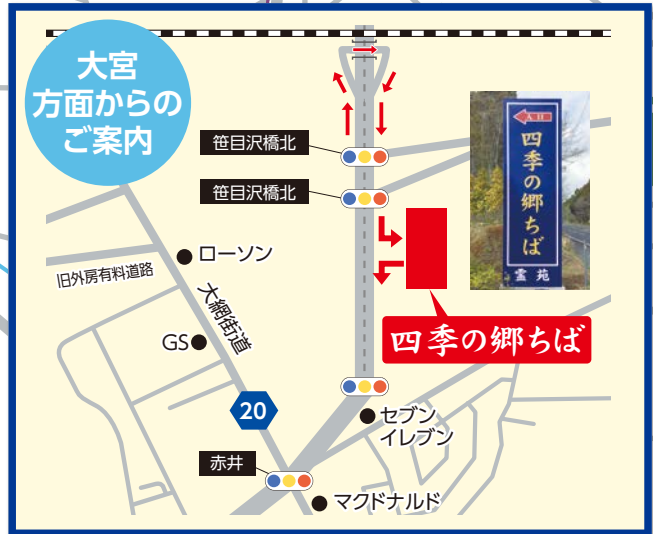 大宮
方面からの
ご案内
笹目沢橋北
笹目沢橋北
ローソン
旧外房有料道路
大網街道
GS
20
赤井
セブン
イレブン
マクドナルド
四季の郷ちば
入口
四季の郷ちば
霊苑